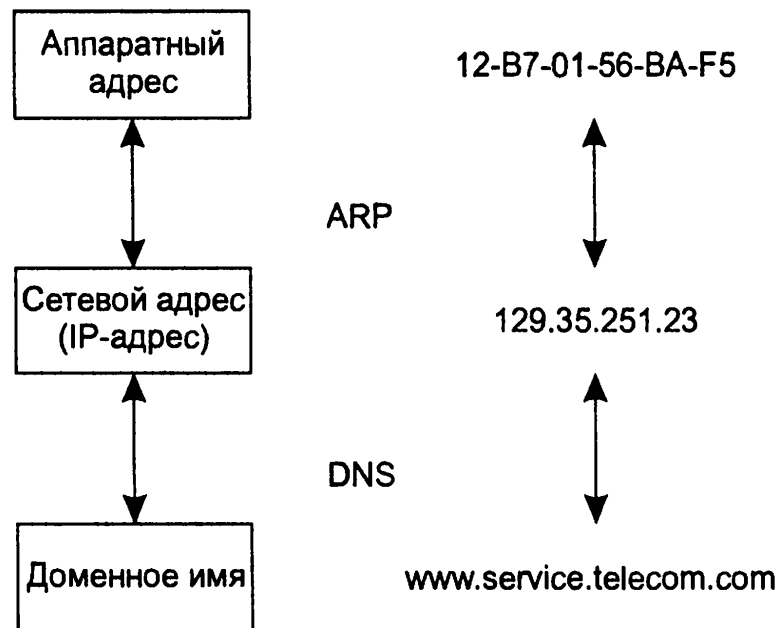 Аппаратный
адрес
12-B7-01-56-BA-F5
ARP
Сетевой адрес
(IP-адрес)
129.35.251.23
DNS
Доменное имя
www.service.telecom.com